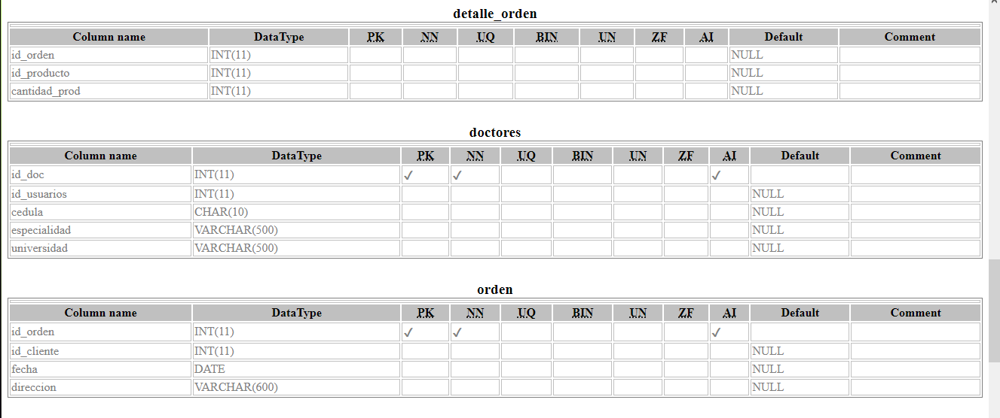 detalle_orden
Column name DataType PK NN UQ BIN UN ZF AI Default Comment
id_orden INT(11) NULL
id_producto INT(11) NULL
cantidad_prod INT(11) NULL
doctores
Column name DataType PK NN UQ BIN UN ZF AI Default Comment
id_doc INT(11) ✓ ✓ ✓
id_usuarios INT(11) NULL
cedula CHAR(10) NULL
especialidad VARCHAR(500) NULL
universidad VARCHAR(500) NULL
orden
Column name DataType PK NN UQ BIN UN ZF AI Default Comment
id_orden INT(11) ✓ ✓ ✓
id_cliente INT(11) NULL
fecha DATE NULL
direccion VARCHAR(600) NULL